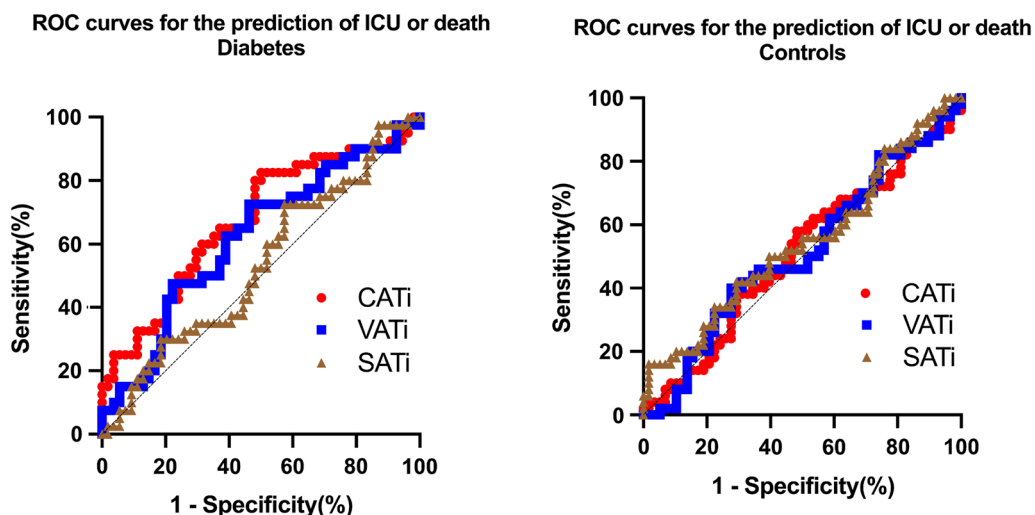 ROC curves for the prediction of ICU or death
Diabetes
100
80
60
40
20
0
Sensitivity(%)
CATi
VATi
SATi
0 20 40 60 80 100
1 - Specificity(%)
ROC curves for the prediction of ICU or death
Controls
100
80
60
40
20
0
Sensitivity(%)
CATi
VATi
SATi
0 20 40 60 80 100
1 - Specificity(%)